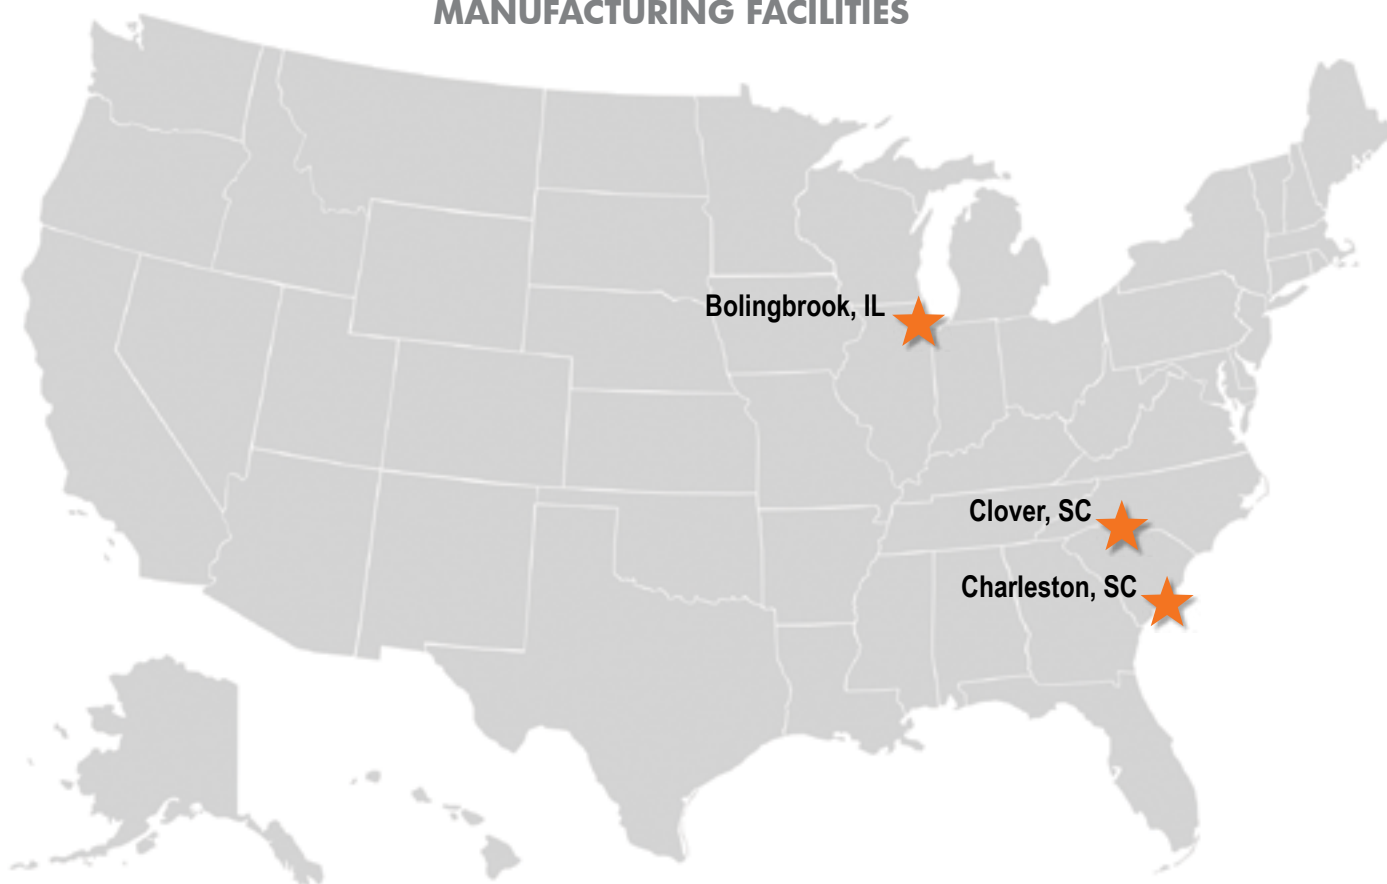 MANUFACTURING FACILITIES
Bolingbrook, IL
Clover, SC
Charleston, SC